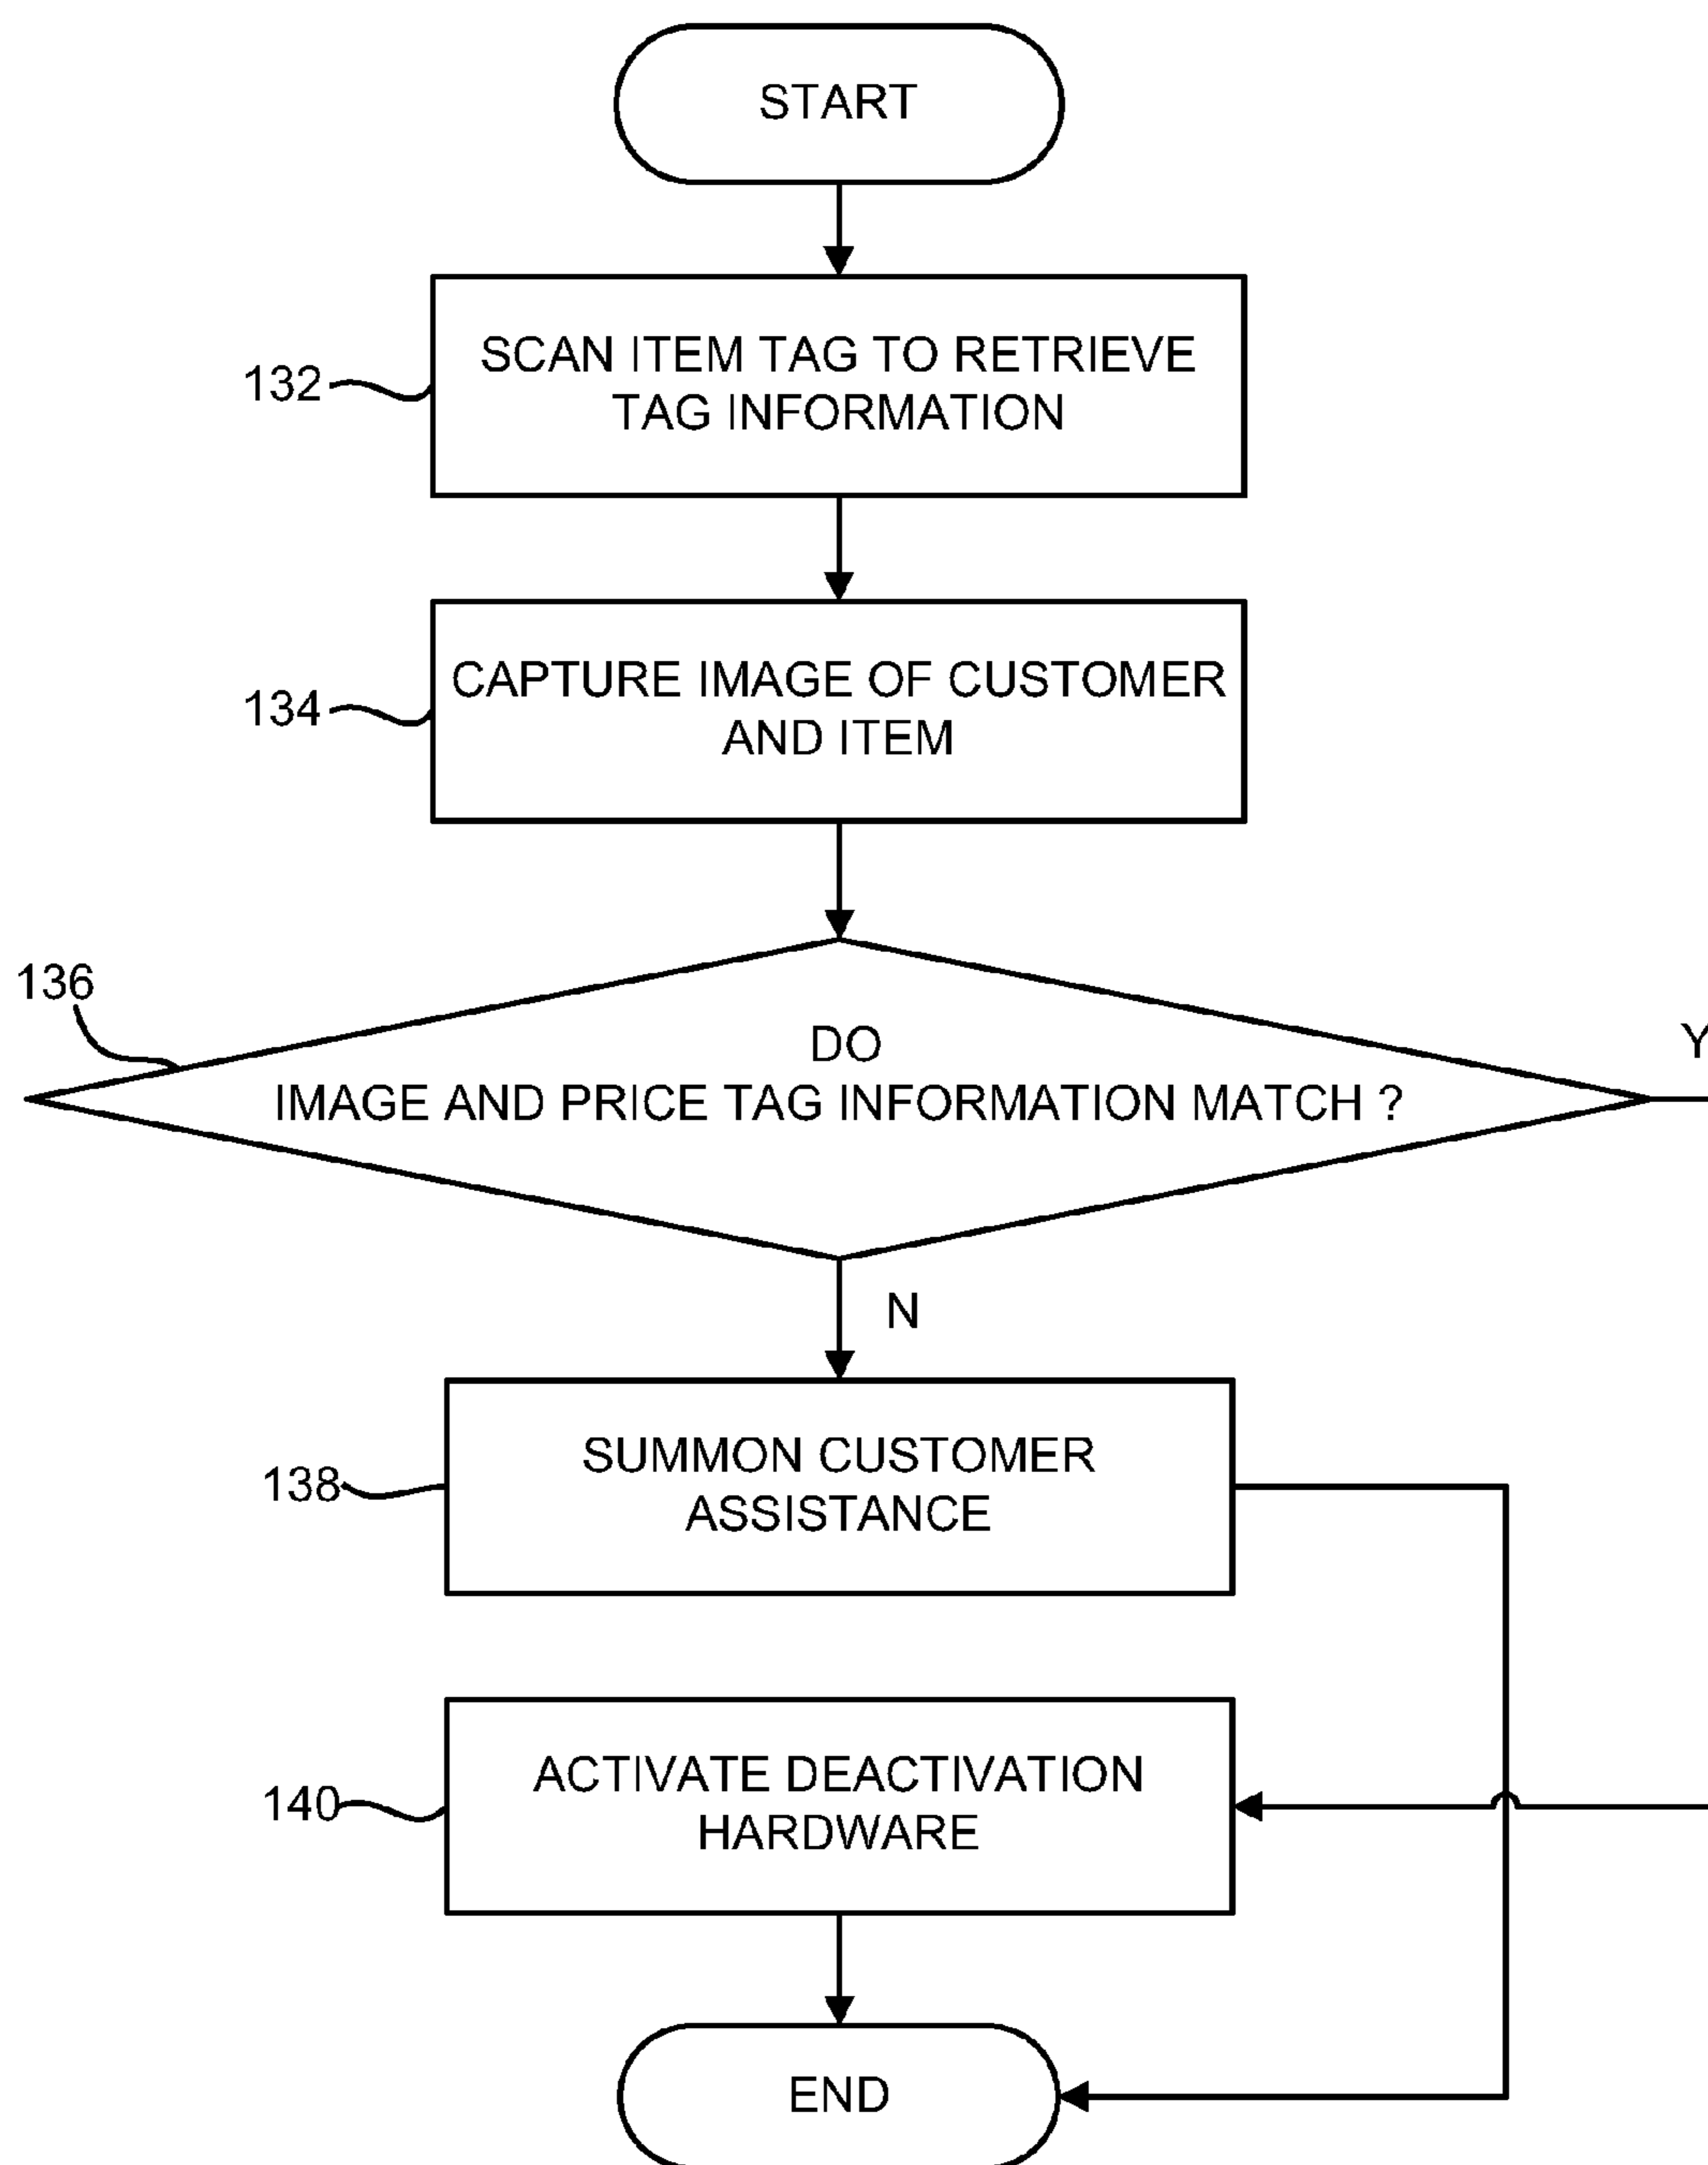 START
132
SCAN ITEM TAG TO RETRIEVE
TAG INFORMATION
134
CAPTURE IMAGE OF CUSTOMER
AND ITEM
136
DO
IMAGE AND PRICE TAG INFORMATION MATCH ?
Y
N
138
SUMMON CUSTOMER
ASSISTANCE
140
ACTIVATE DEACTIVATION
HARDWARE
END